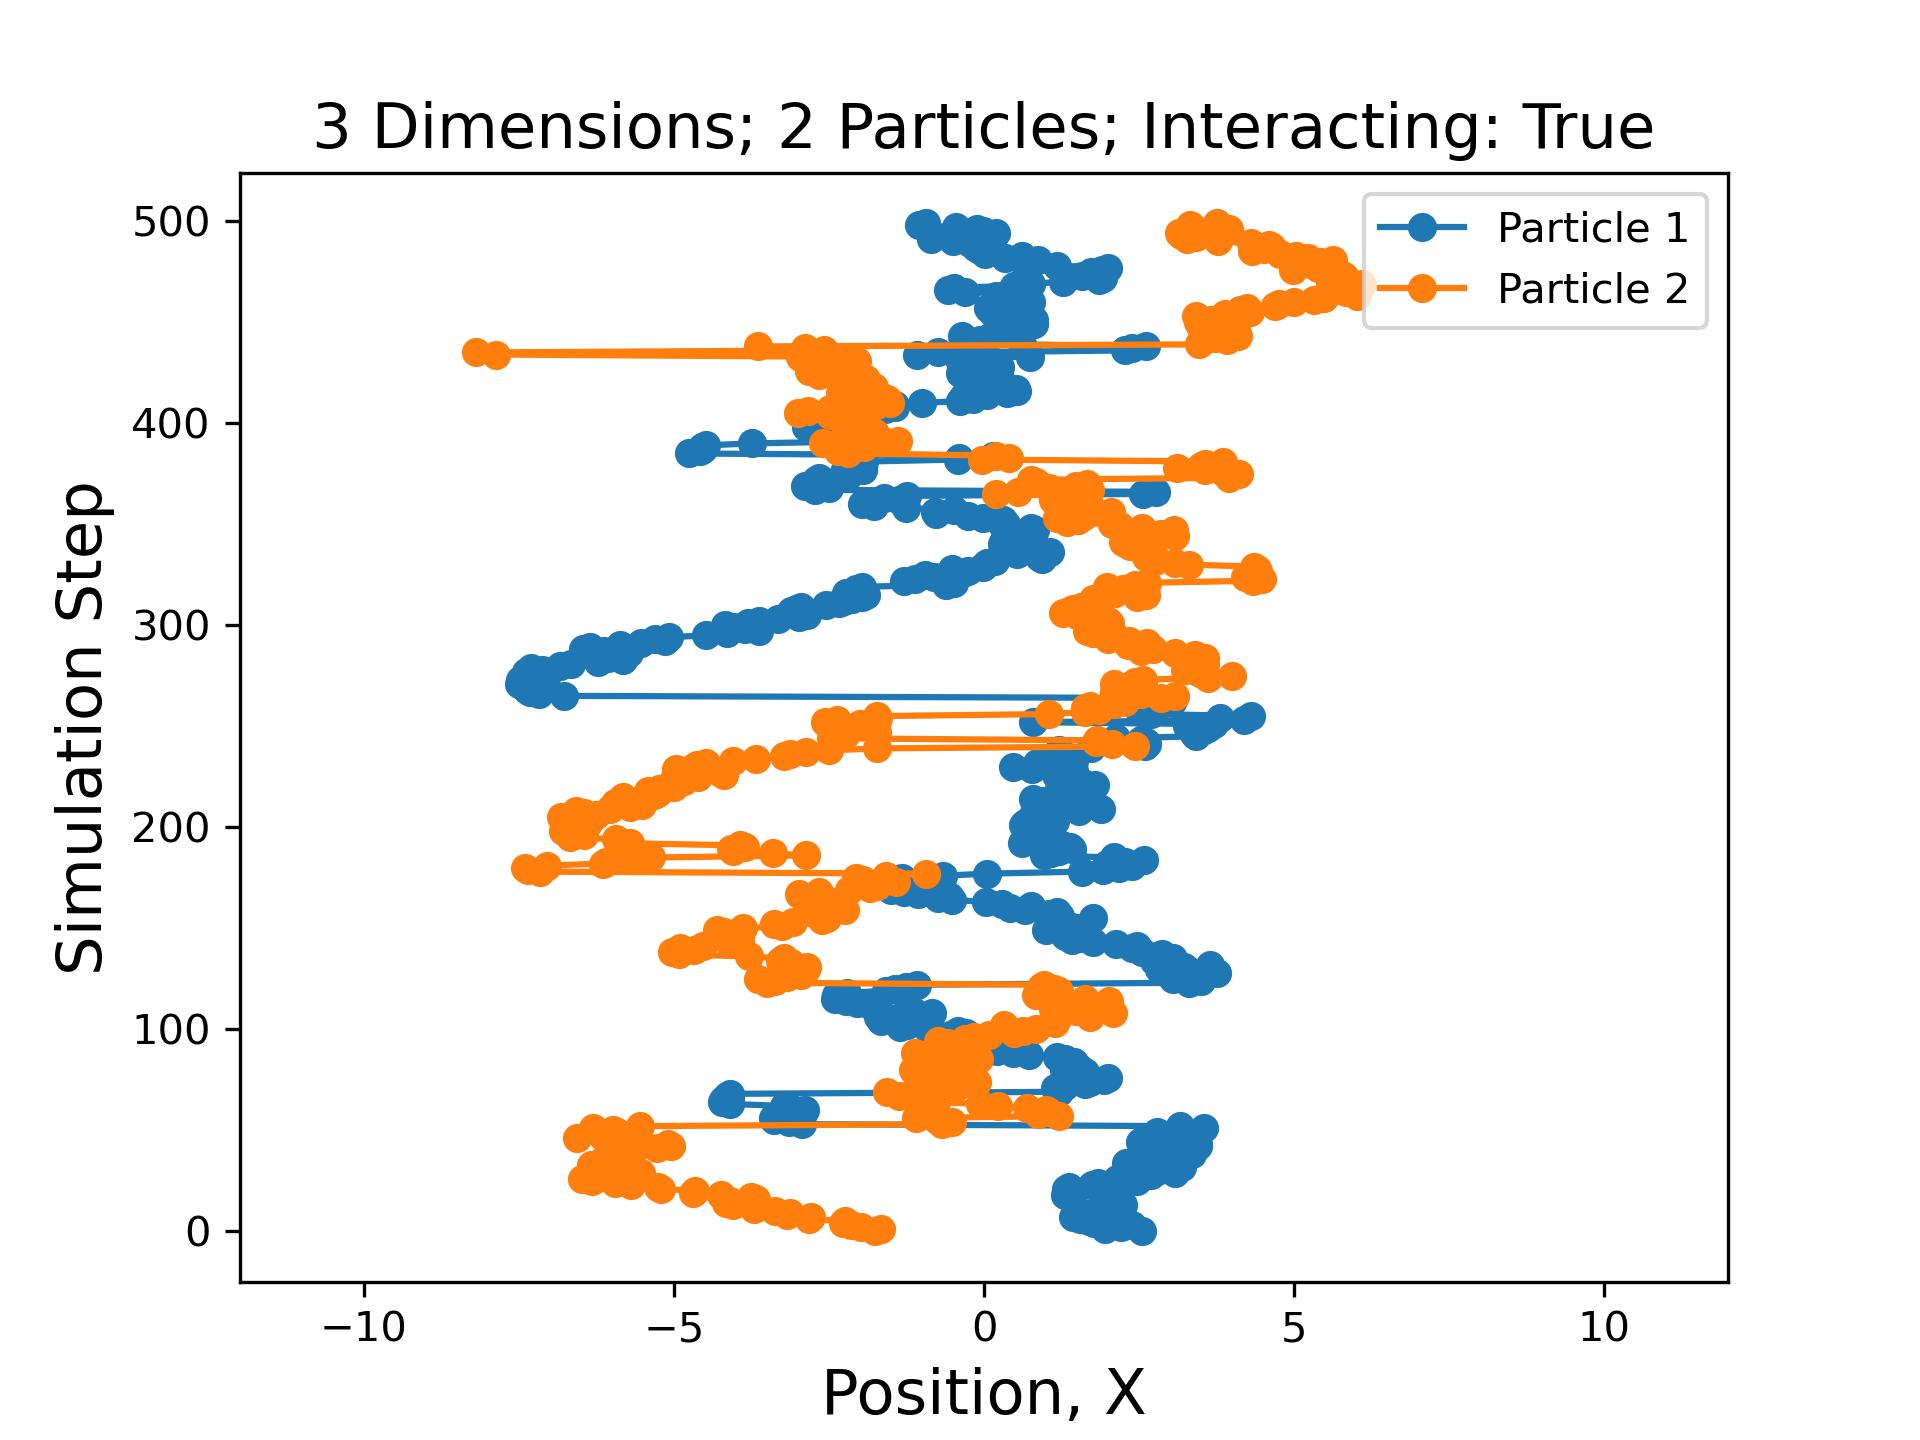 3 Dimensions; 2 Particles; Interacting: True
Particle 1
Particle 2
Simulation Step
500
400
300
200
100
0
−10
−5
0
5
10
Position, X